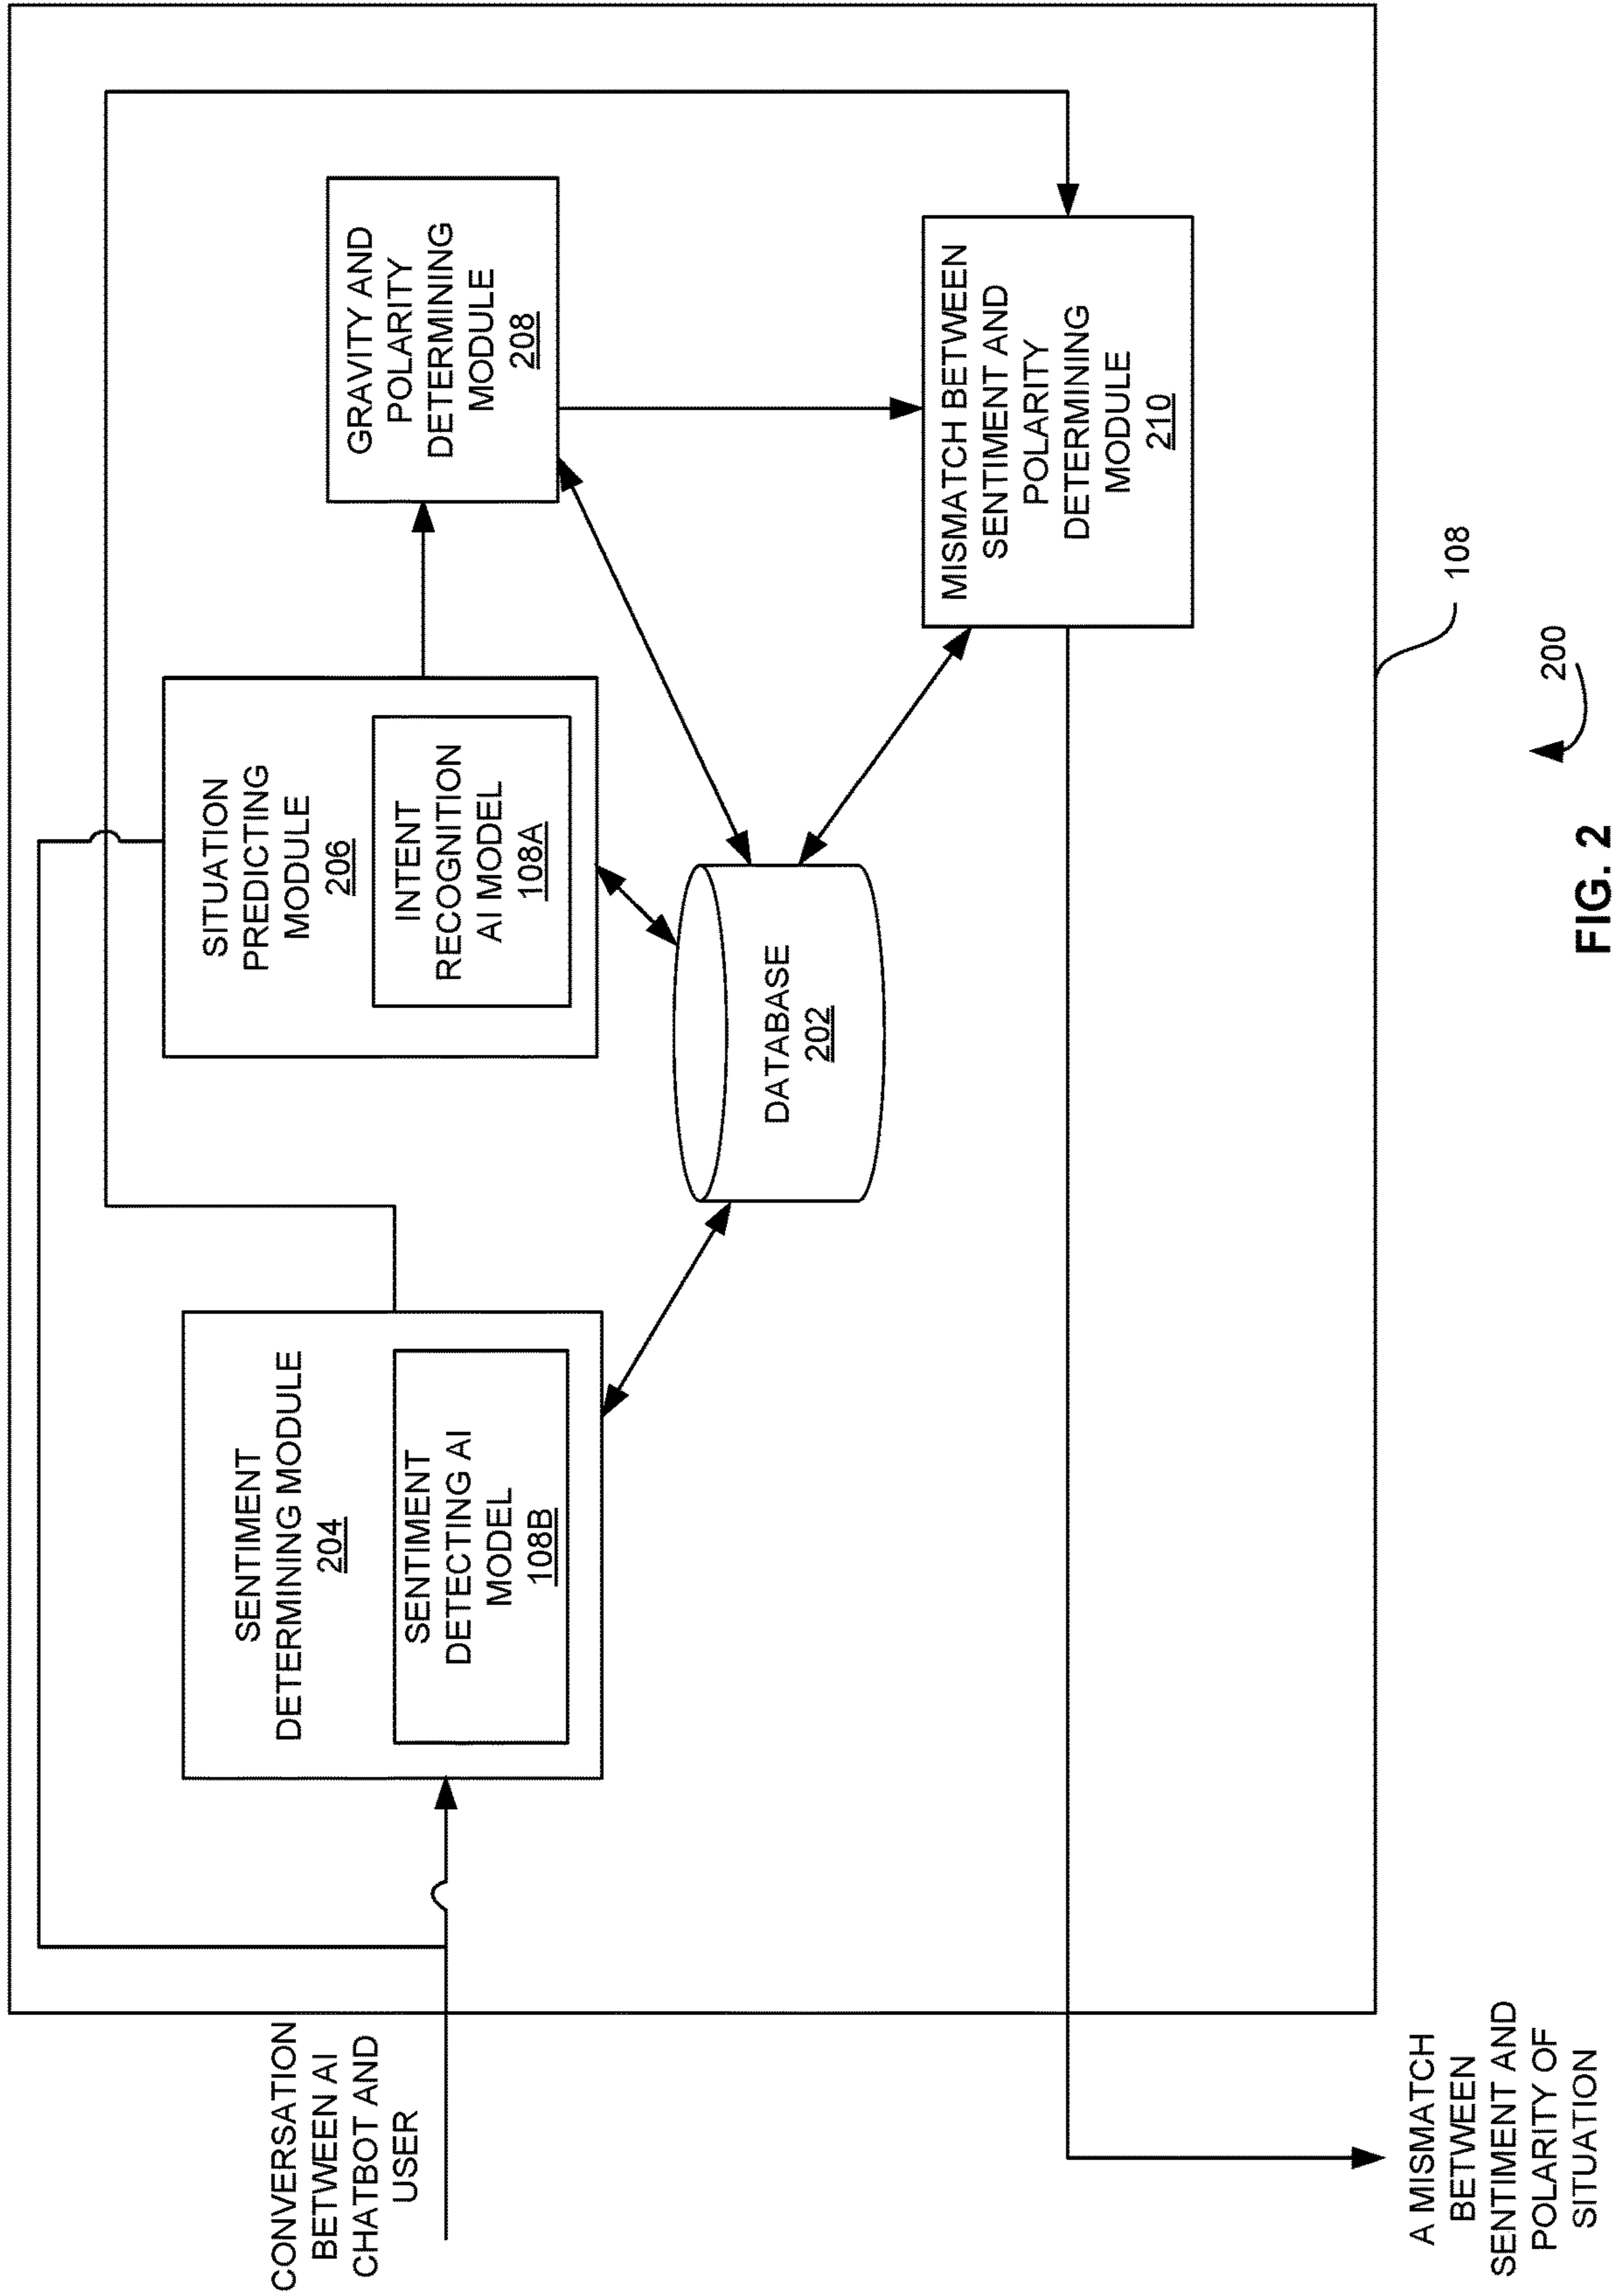 CONVERSATION
BETWEEN AI
CHATBOT AND
USER
SENTIMENT
DETERMINING MODULE
204
SENTIMENT
DETECTING AI
MODEL
108B
SITUATION
PREDICTING
MODULE
206
INTENT
RECOGNITION
AI MODEL
108A
GRAVITY AND
POLARITY
DETERMINING
MODULE
208
DATABASE
202
MISMATCH BETWEEN
SENTIMENT AND
POLARITY
DETERMINING
MODULE
210
A MISMATCH
BETWEEN
SENTIMENT AND
POLARITY OF
SITUATION
108
200
FIG. 2